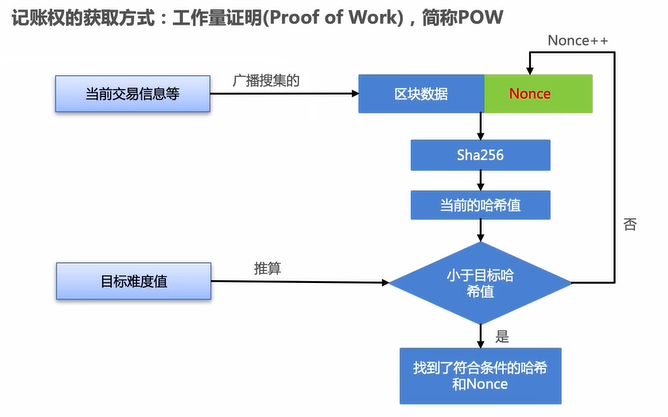 记账权的获取方式：工作量证明(Proof of Work)，简称POW
Nonce++
当前交易信息等
广播搜集的
区块数据
Nonce
Sha256
当前的哈希值
否
目标难度值
推算
小于目标哈
希值
是
找到了符合条件的哈希
和Nonce